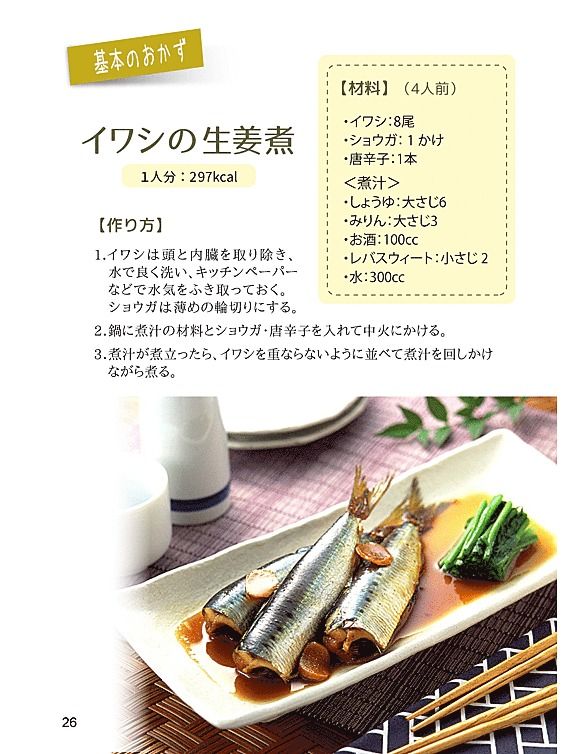 基本のおかず
イワシの生姜煮
1人分：297kcal
【材料】（4人前）
・イワシ：8尾
・ショウガ：1かけ
・唐辛子：1本
＜煮汁＞
・しょうゆ：大さじ6
・みりん：大さじ3
・お酒：100cc
・レバスウィート：小さじ2
・水：300cc
【作り方】
1.イワシは頭と内臓を取り除き、
水で良く洗い、キッチンペーパー
などで水気をふき取っておく。
ショウガは薄めの輪切りにする。
2.鍋に煮汁の材料とショウガ・唐辛子を入れて中火にかける。
3.煮汁が煮立ったら、イワシを重ならないように並べて煮汁を回しかけ
ながら煮る。
26